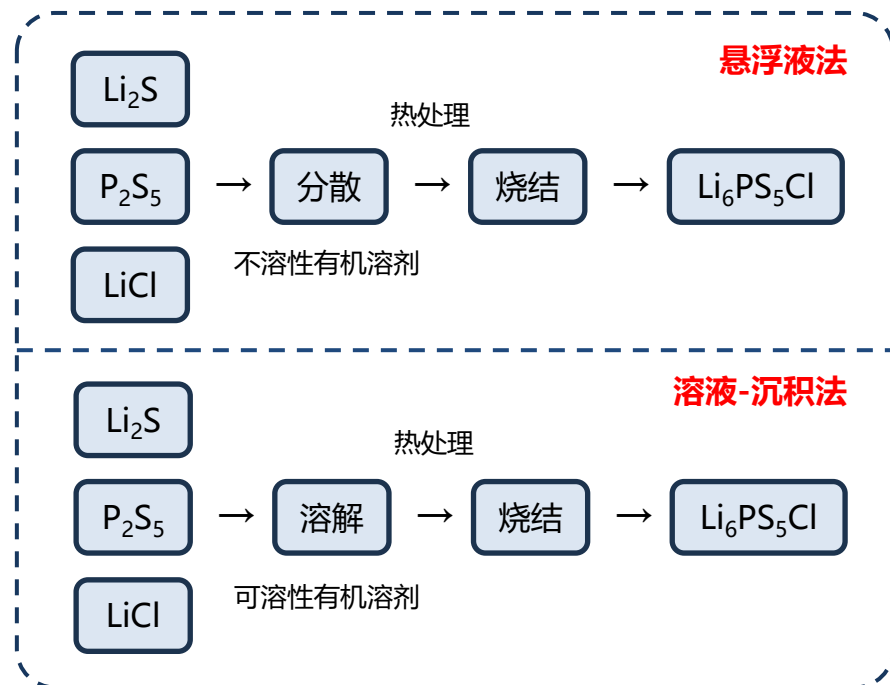 悬浮液法
Li₂S
热处理
P₂S₅ → 分散 → 烧结 → Li₆PS₅Cl
不溶性有机溶剂
LiCl
溶液-沉积法
Li₂S
热处理
P₂S₅ → 溶解 → 烧结 → Li₆PS₅Cl
可溶性有机溶剂
LiCl